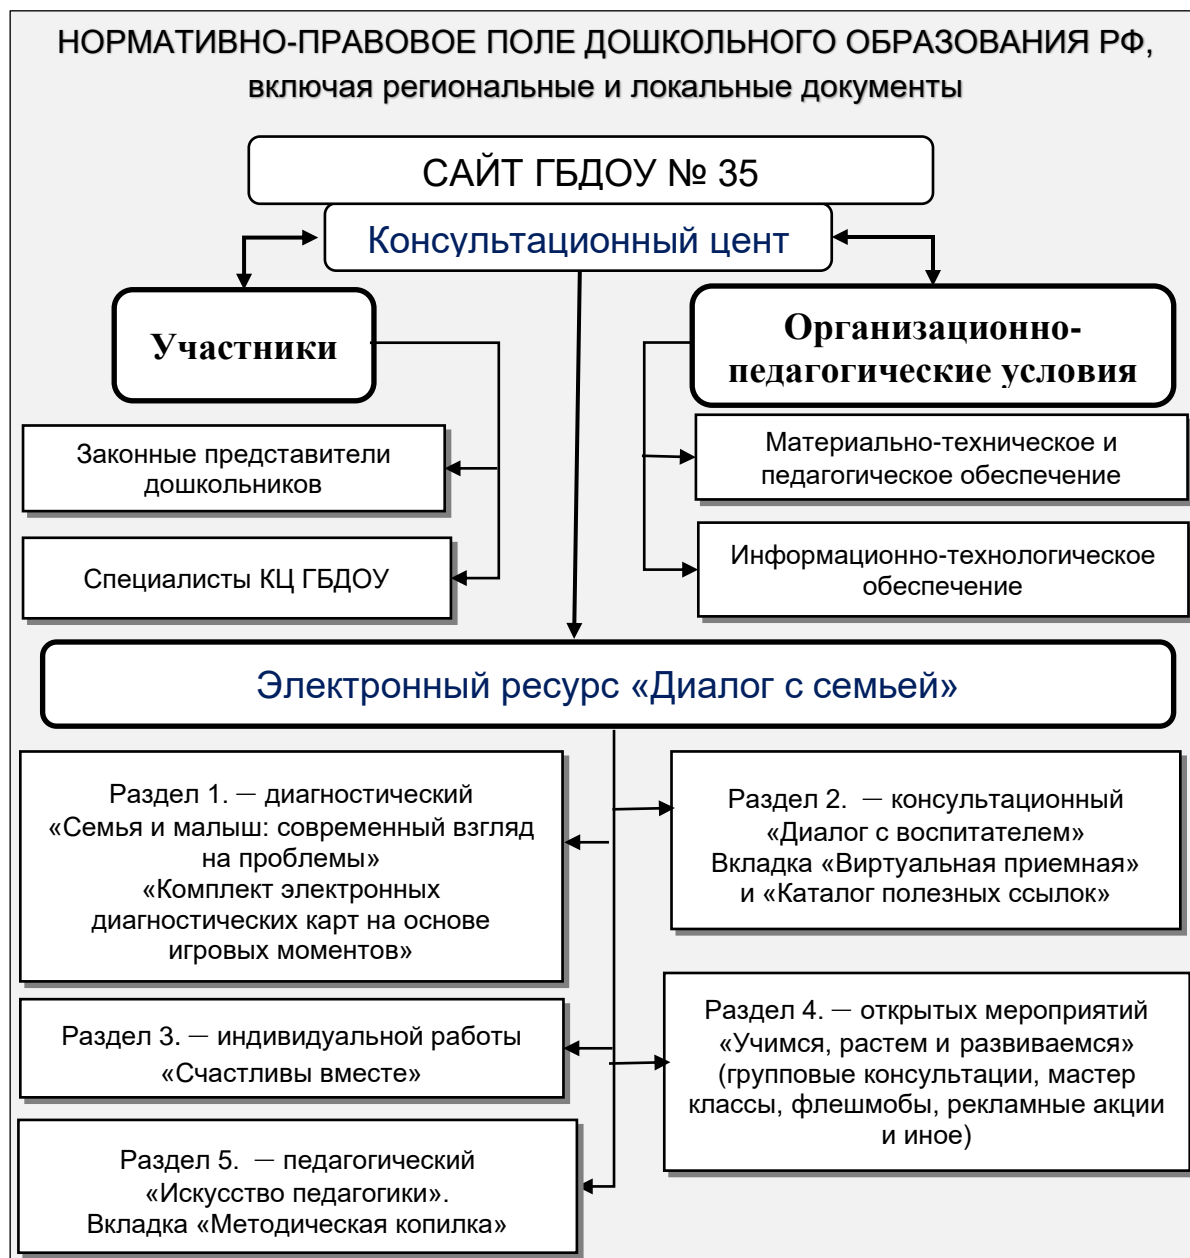 НОРМАТИВНО-ПРАВОВОЕ ПОЛЕ ДОШКОЛЬНОГО ОБРАЗОВАНИЯ РФ,
включая региональные и локальные документы
САЙТ ГБДОУ № 35
Консультационный цент
Участники
Организационно-
педагогические условия
Законные представители
дошкольников
Материально-техническое и
педагогическое обеспечение
Специалисты КЦ ГБДОУ
Информационно-технологическое
обеспечение
Электронный ресурс «Диалог с семьей»
Раздел 1. — диагностический
«Семья и малыш: современный взгляд
на проблемы»
«Комплект электронных
диагностических карт на основе
игровых моментов»
Раздел 2. — консультационный
«Диалог с воспитателем»
Вкладка «Виртуальная приемная»
и «Каталог полезных ссылок»
Раздел 3. — индивидуальной работы
«Счастливы вместе»
Раздел 4. — открытых мероприятий
«Учимся, растем и развиваемся»
(групповые консультации, мастер
классы, флешмобы, рекламные акции
и иное)
Раздел 5. — педагогический
«Искусство педагогики».
Вкладка «Методическая копилка»